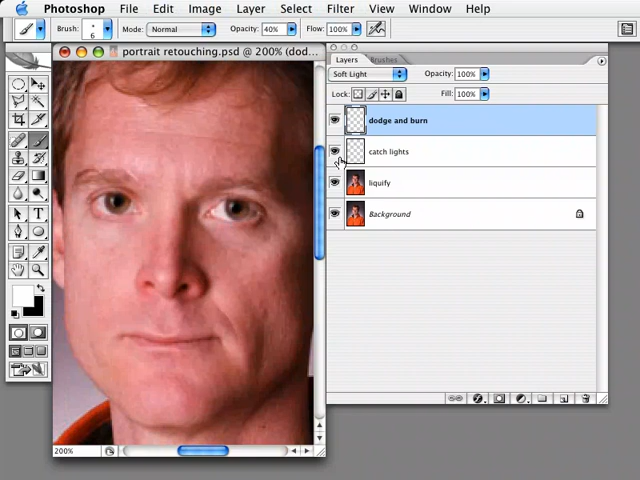 Photoshop File Edit Image Layer Select Filter View Window Help
Brush: 6 Mode: Normal Opacity: 40% Flow: 100%
portrait retouching.psd @ 200% (dod...
Layers Brushes
Soft Light Opacity: 100%
Lock: Fill: 100%
dodge and burn
catch lights
liquify
Background
T
200%